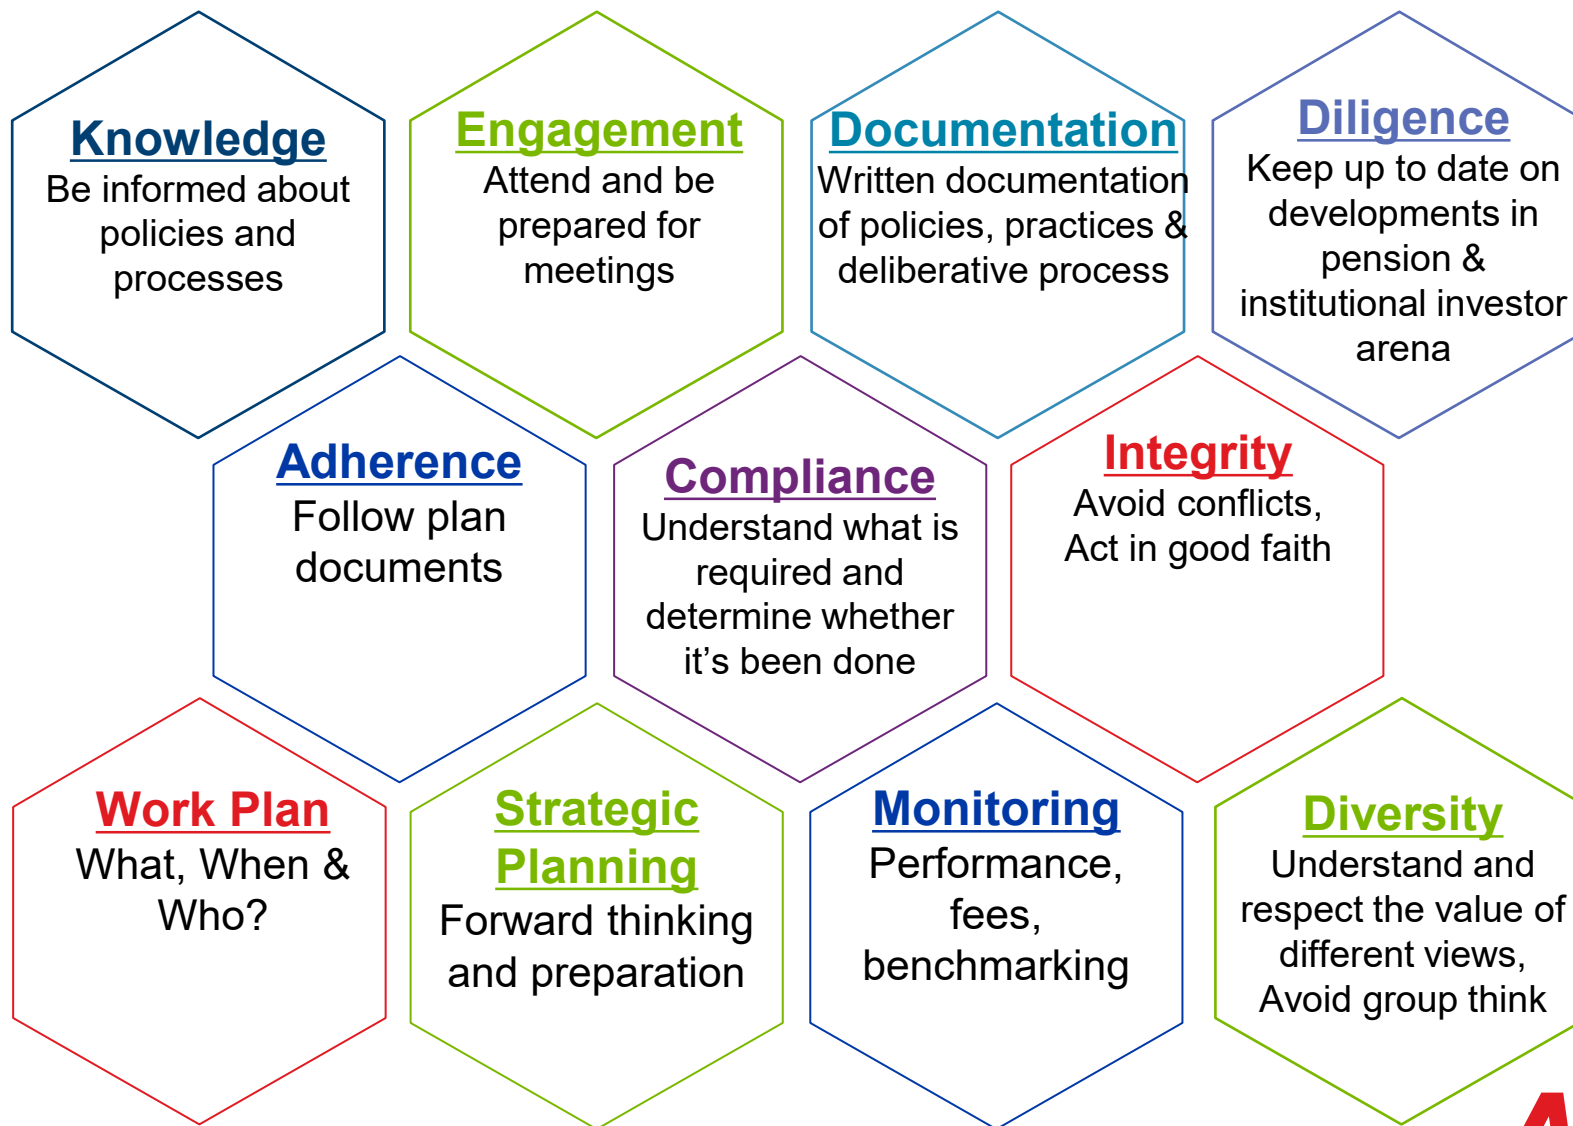 Knowledge
Be informed about
policies and
processes
Engagement
Attend and be
prepared for
meetings
Documentation
Written documentation
of policies, practices &
deliberative process
Diligence
Keep up to date on
developments in
pension &
institutional investor
arena
Adherence
Follow plan
documents
Compliance
Understand what is
required and
determine whether
it’s been done
Integrity
Avoid conflicts,
Act in good faith
Work Plan
What, When &
Who?
Strategic
Planning
Forward thinking
and preparation
Monitoring
Performance,
fees,
benchmarking
Diversity
Understand and
respect the value of
different views,
Avoid group think